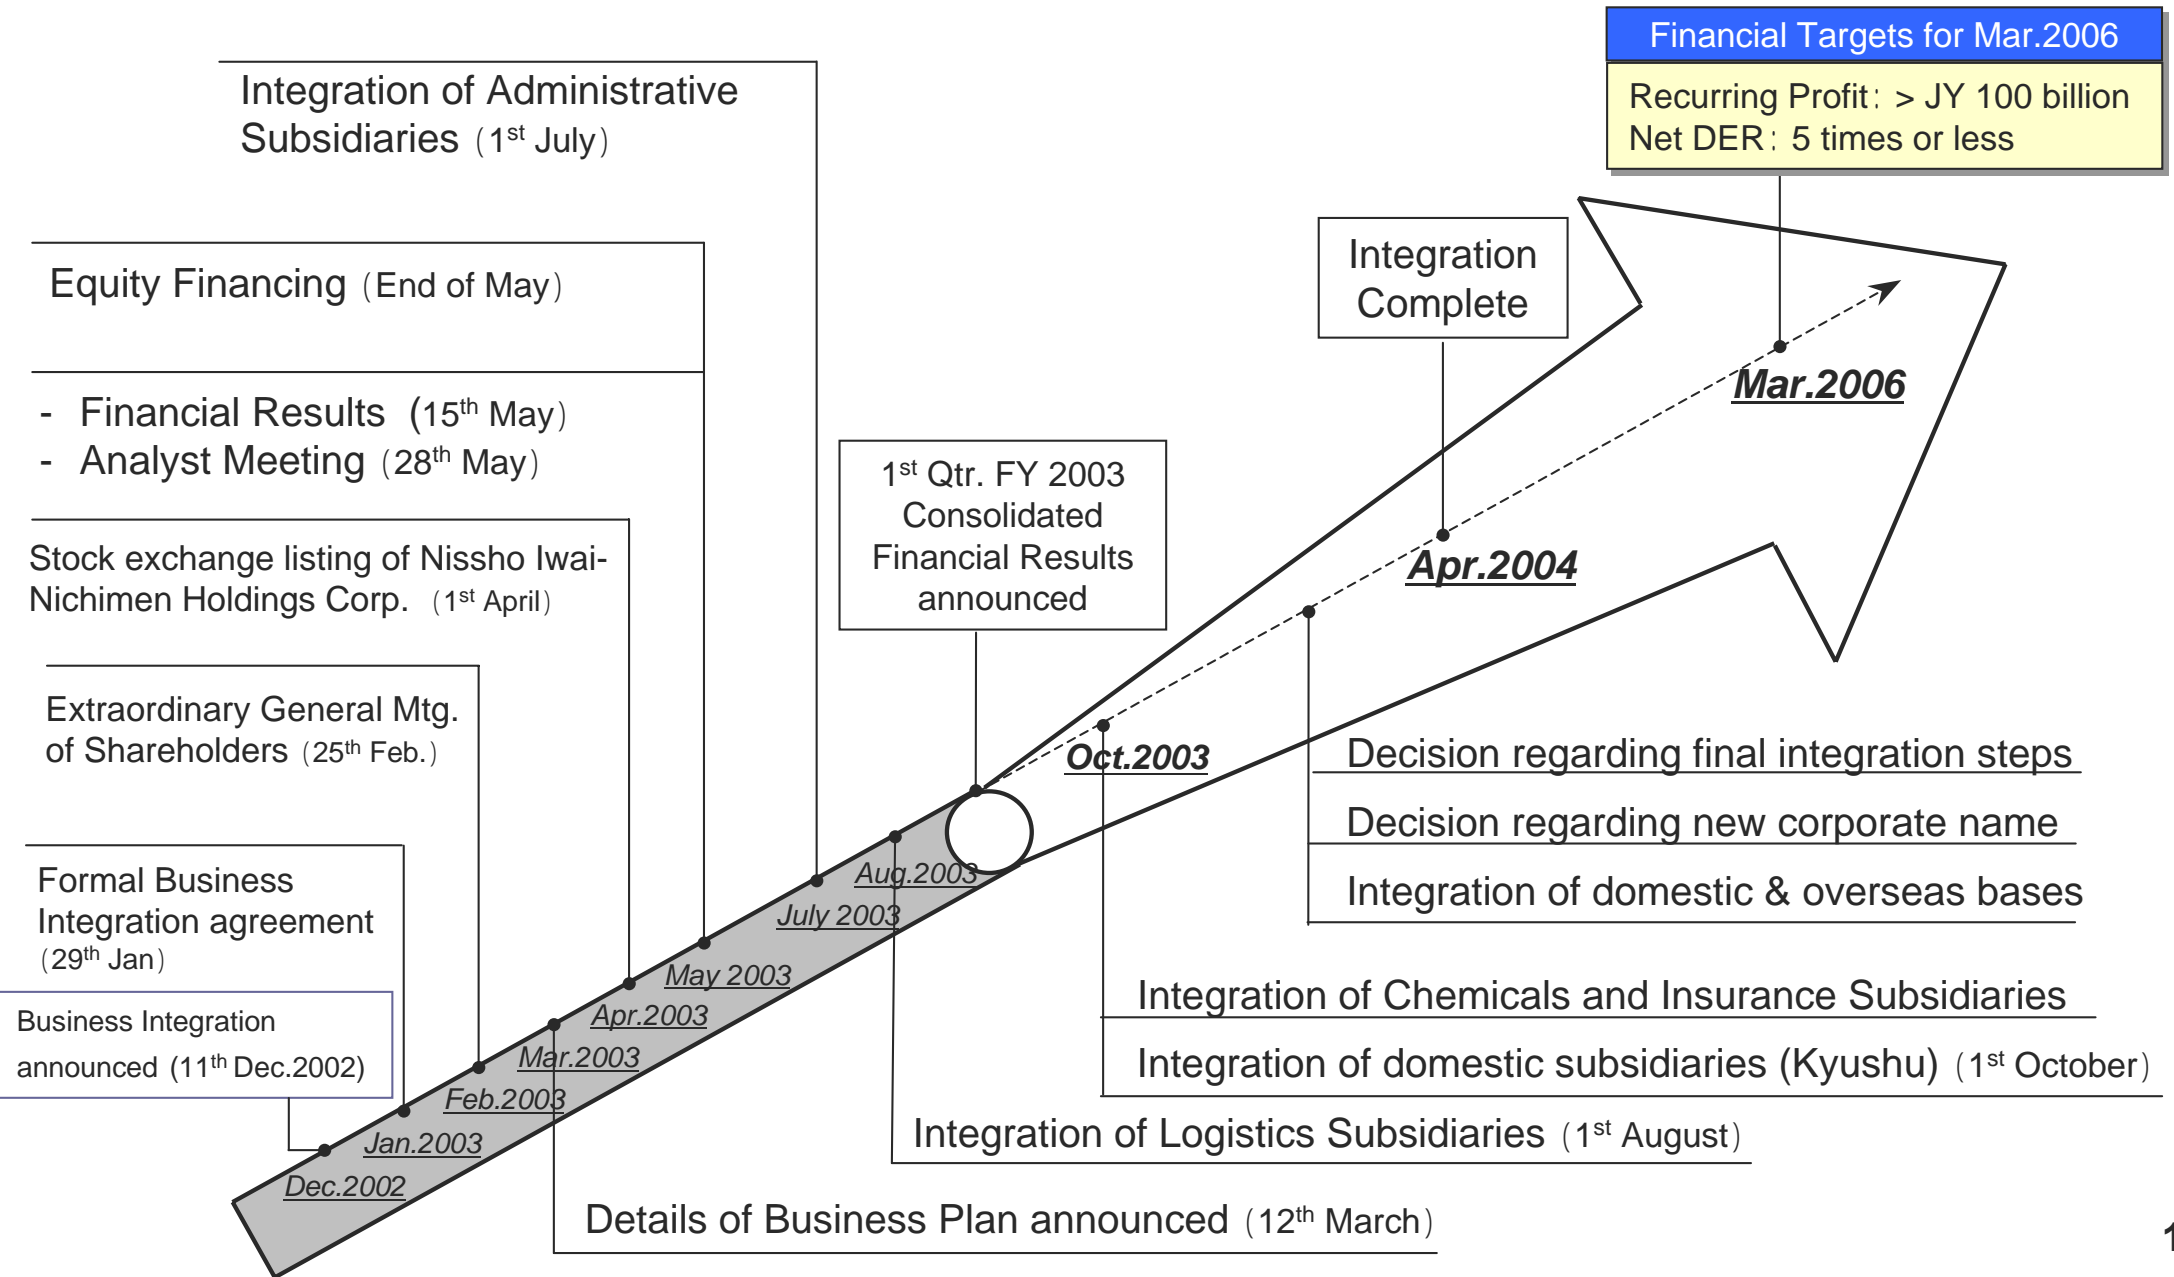 Financial Targets for Mar.2006
Recurring Profit: > JY 100 billion
Net DER: 5 times or less
Integration of Administrative
Subsidiaries (1st July)
Equity Financing (End of May)
- Financial Results (15th May)
- Analyst Meeting (28th May)
Stock exchange listing of Nissho Iwai-
Nichimen Holdings Corp. (1st April)
Extraordinary General Mtg.
of Shareholders (25th Feb.)
Formal Business
Integration agreement
(29th Jan)
Business Integration
announced (11th Dec.2002)
1st Qtr. FY 2003
Consolidated
Financial Results
announced
Integration
Complete
Mar.2006
Apr.2004
Oct.2003
Aug.2003
July 2003
May 2003
Apr.2003
Mar.2003
Feb.2003
Jan.2003
Dec.2002
Decision regarding final integration steps
Decision regarding new corporate name
Integration of domestic & overseas bases
Integration of Chemicals and Insurance Subsidiaries
Integration of domestic subsidiaries (Kyushu) (1st October)
Integration of Logistics Subsidiaries (1st August)
Details of Business Plan announced (12th March)